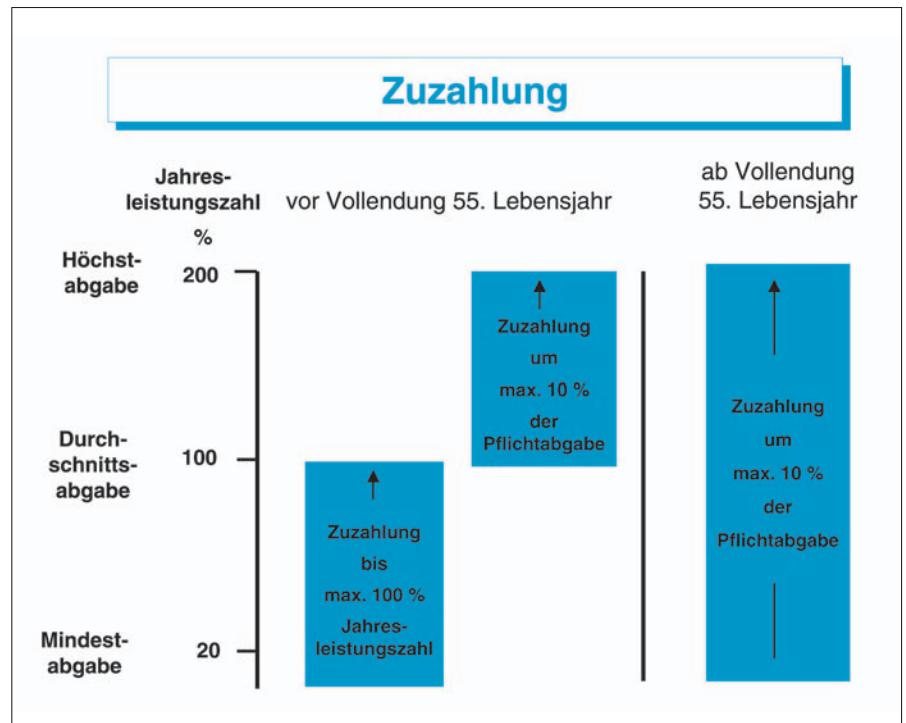 Zuzahlung
Jahres-
leistungszahl
%
vor Vollendung 55. Lebensjahr
ab Vollendung
55. Lebensjahr
Höchst-
abgabe
200
Durch-
schnitts-
abgabe
100
Mindest-
abgabe
20
Zuzahlung
bis
max. 100 %
Jahres-
leistungszahl
Zuzahlung
um
max. 10 %
der
Pflichtabgabe
Zuzahlung
um
max. 10 %
der
Pflichtabgabe